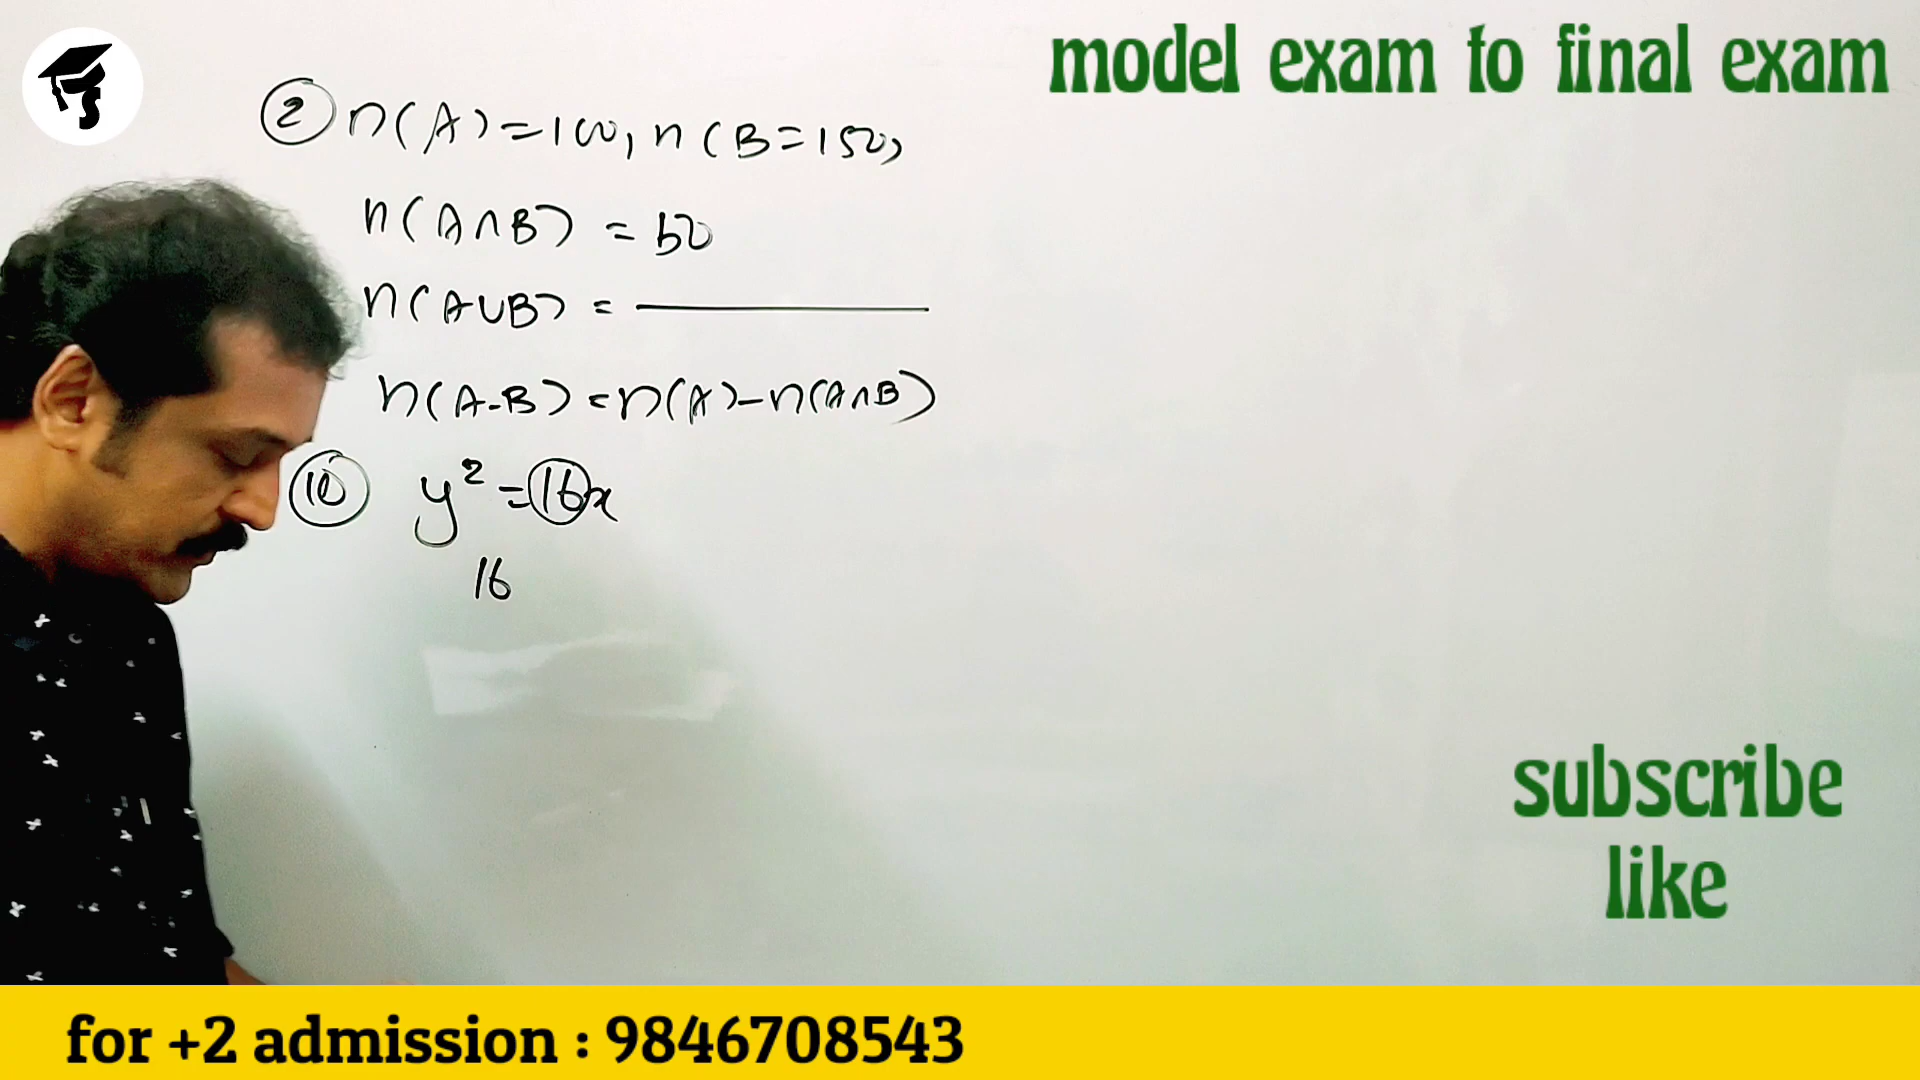 model exam to final exam
② n(A)=100, n(B=150,
n(A∩B) = 50
n(A∪B) = ———
n(A-B) = n(A)-n(A∩B)
⑩ y² = 16x
16
subscribe
like
for +2 admission : 9846708543